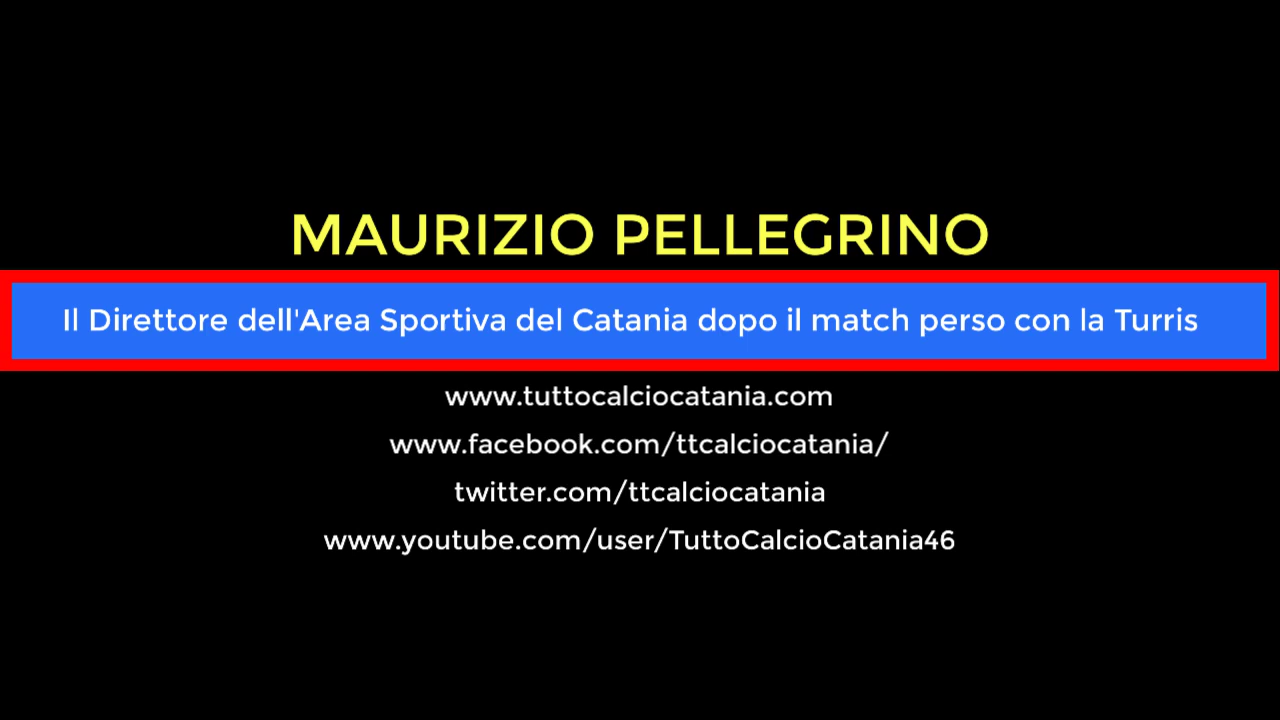 MAURIZIO PELLEGRINO
Il Direttore dell'Area Sportiva del Catania dopo il match perso con la Turris
www.tuttocalciocatania.com
www.facebook.com/ttcalciocatania/
twitter.com/ttcalciocatania
www.youtube.com/user/TuttoCalcioCatania46